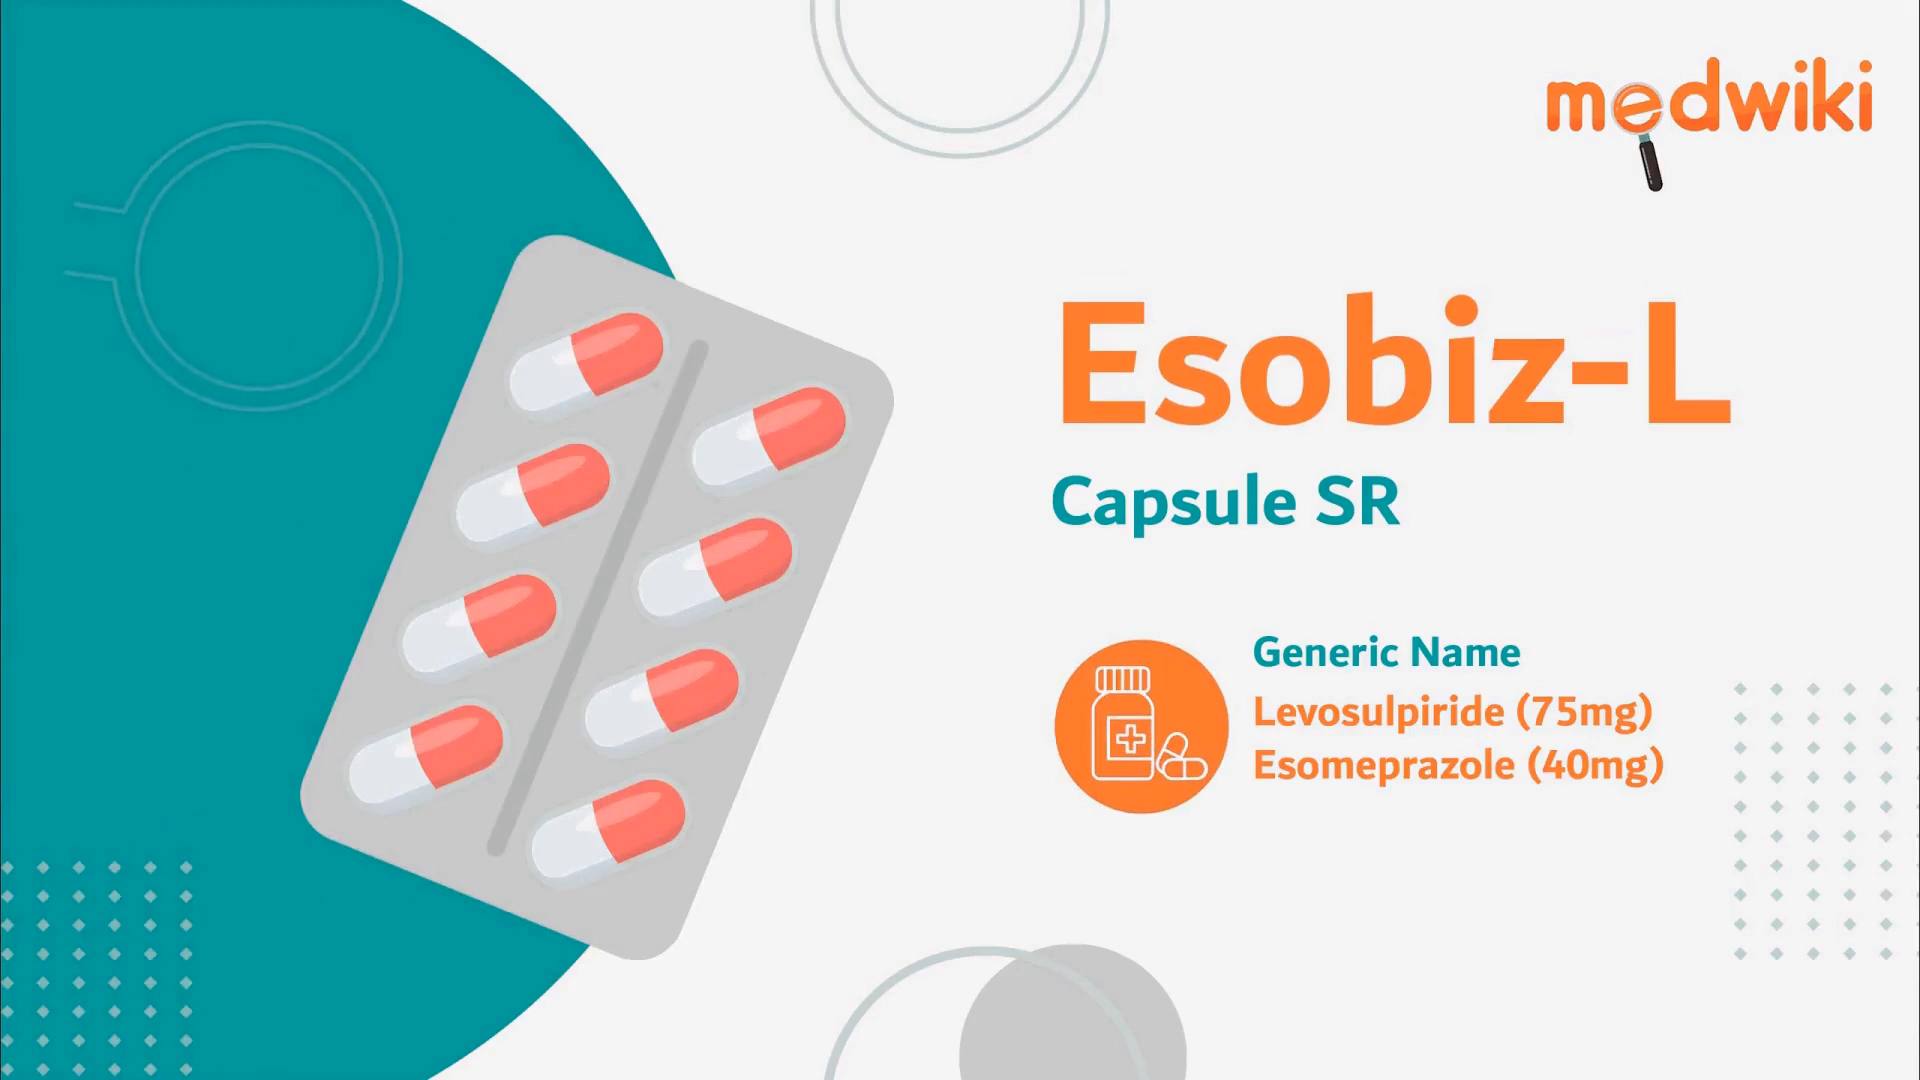 medwiki
Esobiz-L
Capsule SR
Generic Name
Levosulpiride (75mg)
Esomeprazole (40mg)